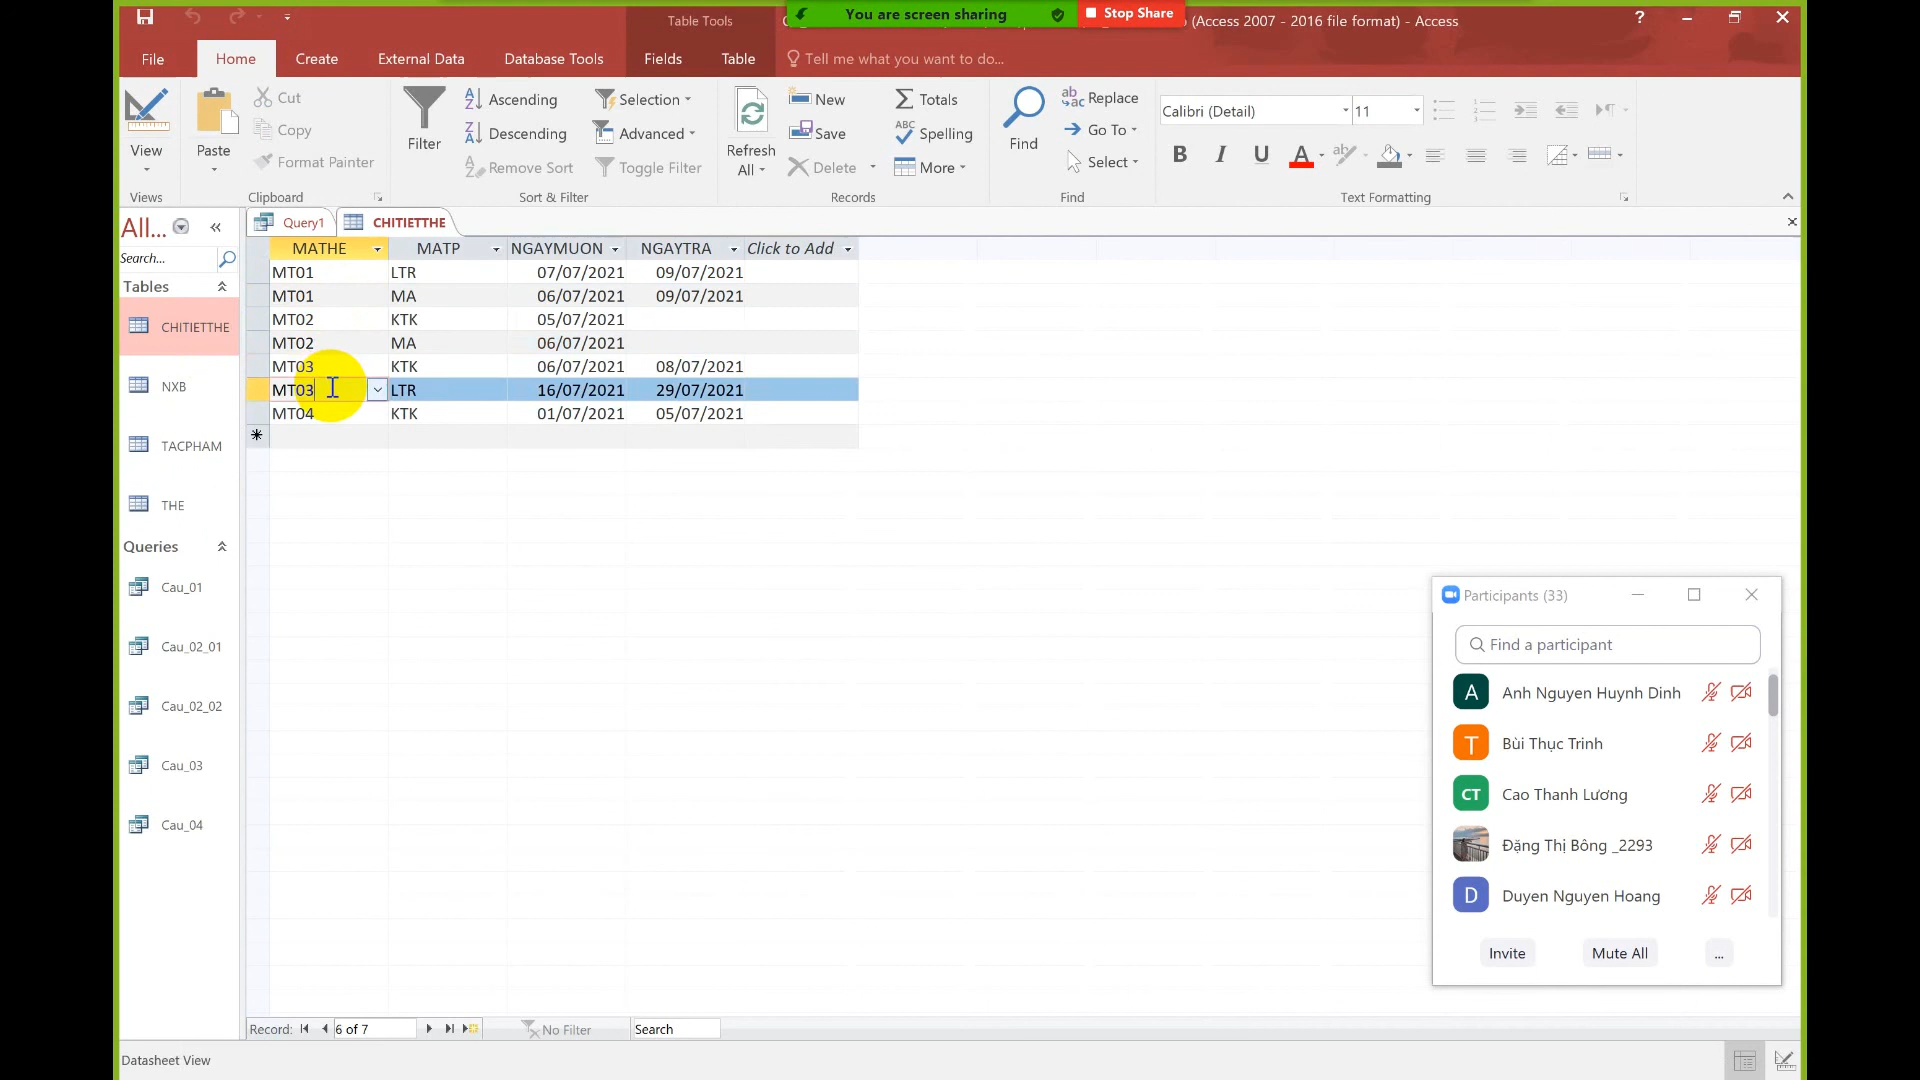 Table Tools
You are screen sharing
Stop Share
(Access 2007 - 2016 file format) - Access
?
File
Home
Create
External Data
Database Tools
Fields
Table
Tell me what you want to do...
View
Views
Paste
Cut
Copy
Format Painter
Clipboard
Filter
Ascending
Descending
Remove Sort
Selection
Advanced
Toggle Filter
Sort & Filter
Refresh
All
New
Save
Delete
Totals
Spelling
More
Records
Find
Replace
Go To
Select
Find
Calibri (Detail)
11
B I U A
Text Formatting
All...
Search...
Tables
CHITIETTHE
NXB
TACPHAM
THE
Queries
Cau_01
Cau_02_01
Cau_02_02
Cau_03
Cau_04
Query1
CHITIETTHE
MATHE MATP NGAYMUON NGAYTRA Click to Add
MT01 LTR 07/07/2021 09/07/2021
MT01 MA 06/07/2021 09/07/2021
MT02 KTK 05/07/2021
MT02 MA 06/07/2021
MT03 KTK 06/07/2021 08/07/2021
MT03 LTR 16/07/2021 29/07/2021
MT04 KTK 01/07/2021 05/07/2021
Participants (33)
Find a participant
A Anh Nguyen Huynh Dinh
T Bùi Thục Trinh
CT Cao Thanh Lương
Đặng Thị Bông _2293
D Duyen Nguyen Hoang
Invite
Mute All
...
Record: 6 of 7
No Filter
Search
Datasheet View